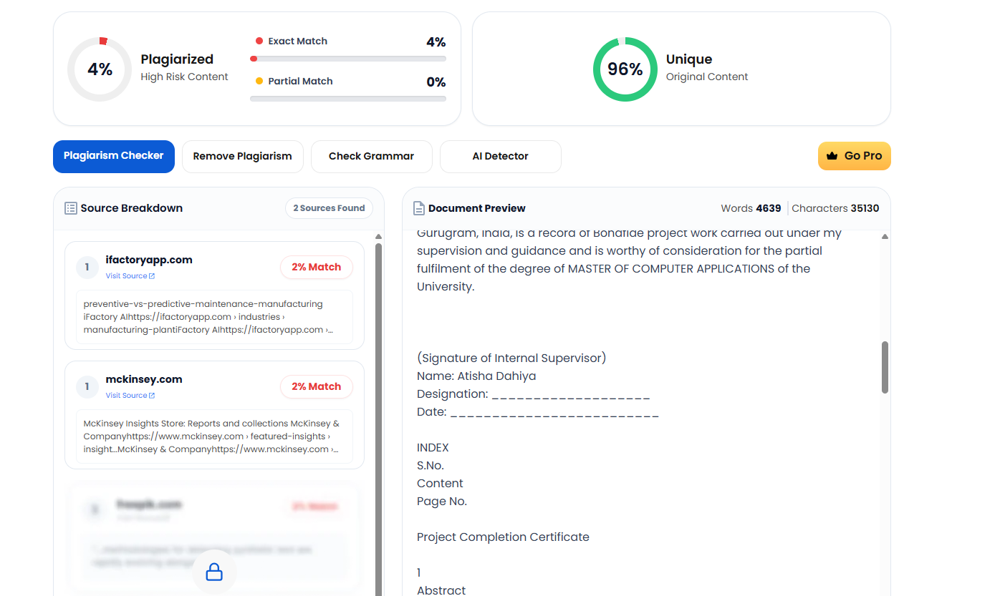 4%
Plagiarized
High Risk Content
Exact Match
4%
Partial Match
0%
96%
Unique
Original Content
Plagiarism Checker
Remove Plagiarism
Check Grammar
AI Detector
Go Pro
Source Breakdown
2 Sources Found
1
ifactoryapp.com
Visit Source
2% Match
preventive-vs-predictive-maintenance-manufacturing
iFactory AIhttps://ifactoryapp.com › industries ›
manufacturing-plantiFactory AIhttps://ifactoryapp.com ›...
1
mckinsey.com
Visit Source
2% Match
McKinsey Insights Store: Reports and collections McKinsey &
Companyhttps://www.mckinsey.com › featured-insights ›
insight...McKinsey & Companyhttps://www.mckinsey.com ›...
Document Preview
Words 4639
Characters 35130
Gurugram, India, is a record of Bonafide project work carried out under my
supervision and guidance and is worthy of consideration for the partial
fulfilment of the degree of MASTER OF COMPUTER APPLICATIONS of the
University.
(Signature of Internal Supervisor)
Name: Atisha Dahiya
Designation: ___________________
Date: _________________________
INDEX
S.No.
Content
Page No.
Project Completion Certificate
1
Abstract